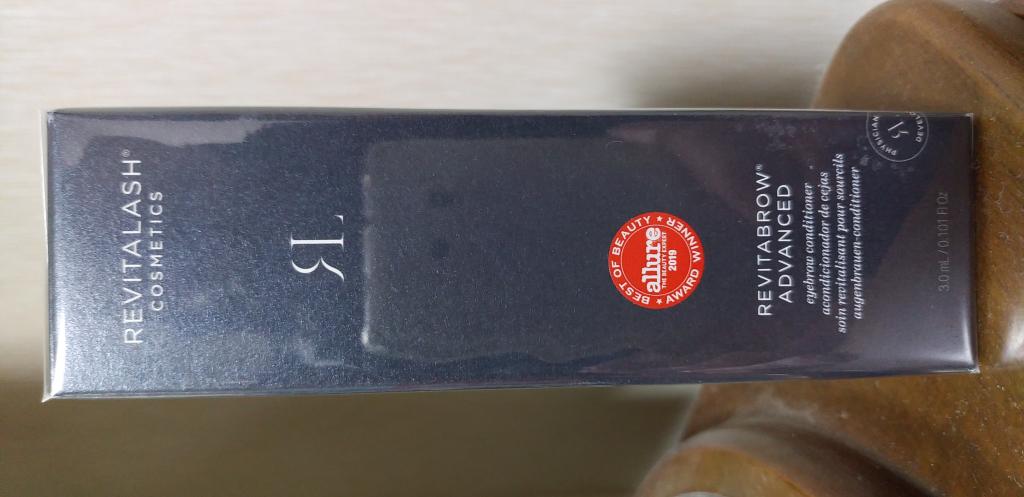 REVITALASH®
COSMETICS
RL
BEST OF BEAUTY
allure
THE BEAUTY EXPERT
2019
AWARD WINNER
REVITABROW®
ADVANCED
eyebrow conditioner
acondicionador de cejas
soin revitalisant pour sourcils
augenbrauen-conditioner
PHYSICIAN
3.0 mL / 0.101 Fl Oz